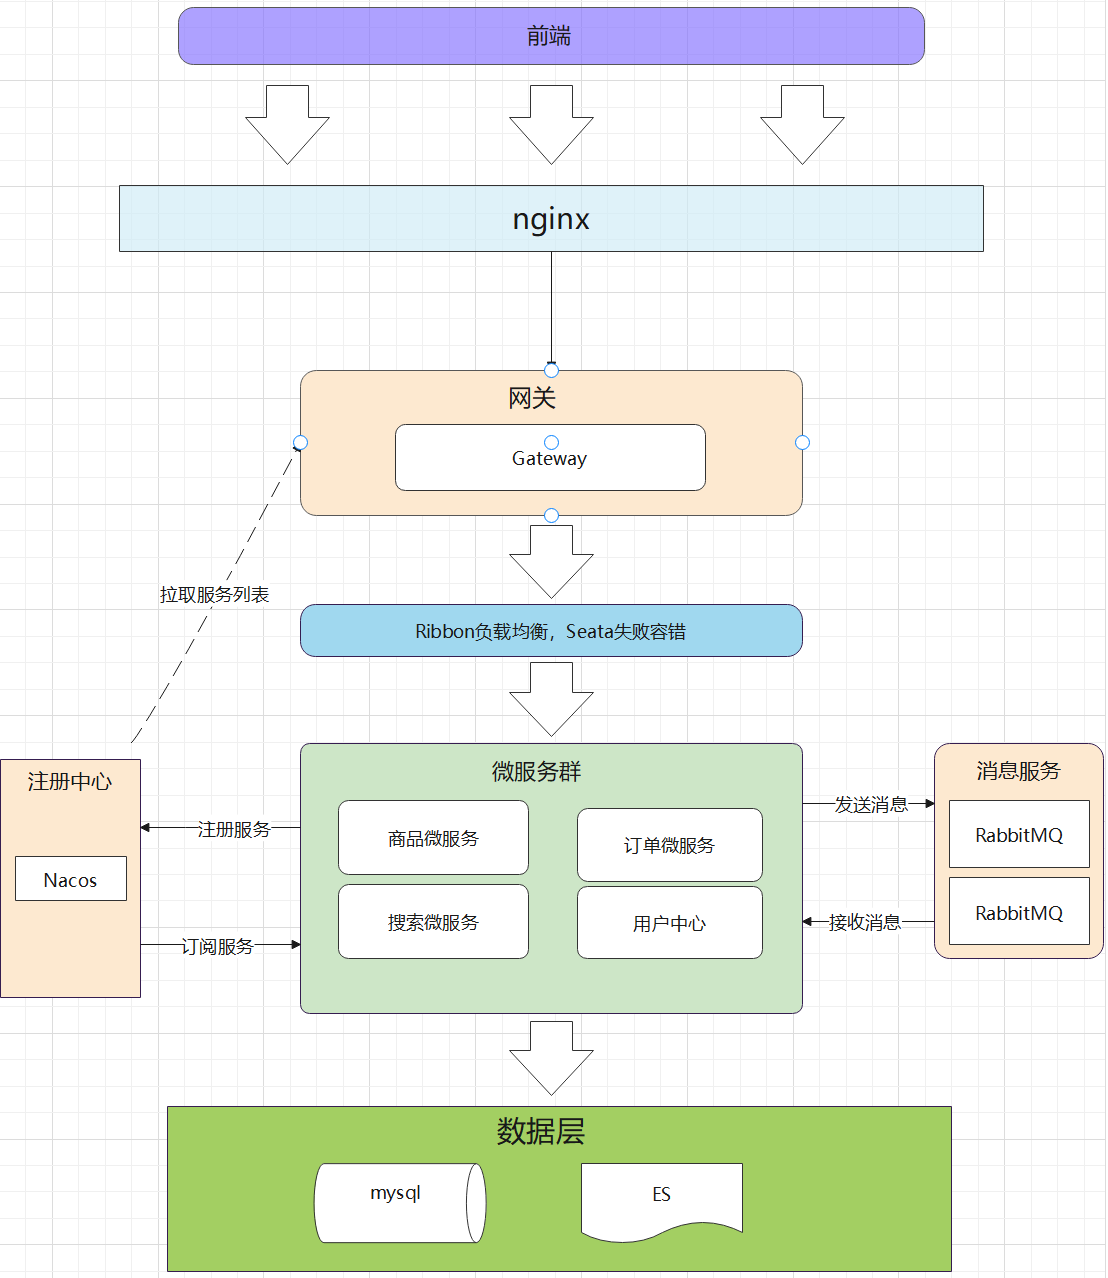 前端
nginx
网关
Gateway
拉取服务列表
Ribbon负载均衡，Seata失败容错
注册中心
Nacos
注册服务
订阅服务
微服务群
商品微服务
订单微服务
搜索微服务
用户中心
发送消息
接收消息
消息服务
RabbitMQ
RabbitMQ
数据层
mysql
ES